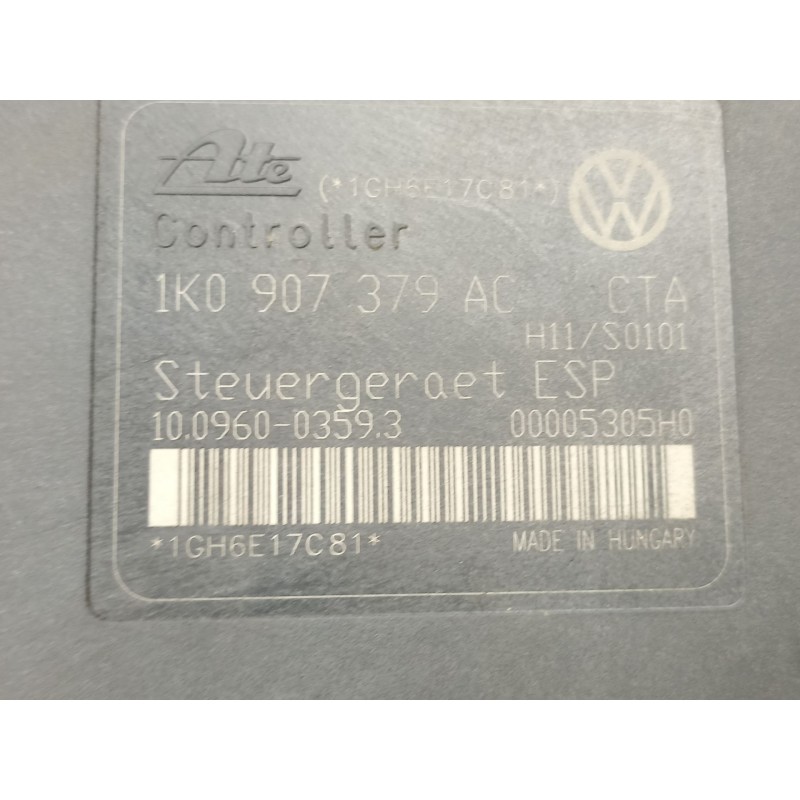 Ate (*1GH6E17C81*)
Controller
1K0 907 379 AC CTA
H11/S0101
Steuergeraet ESP
10.0960-0359.3 00005305H0
*1GH6E17C81* MADE IN HUNGARY